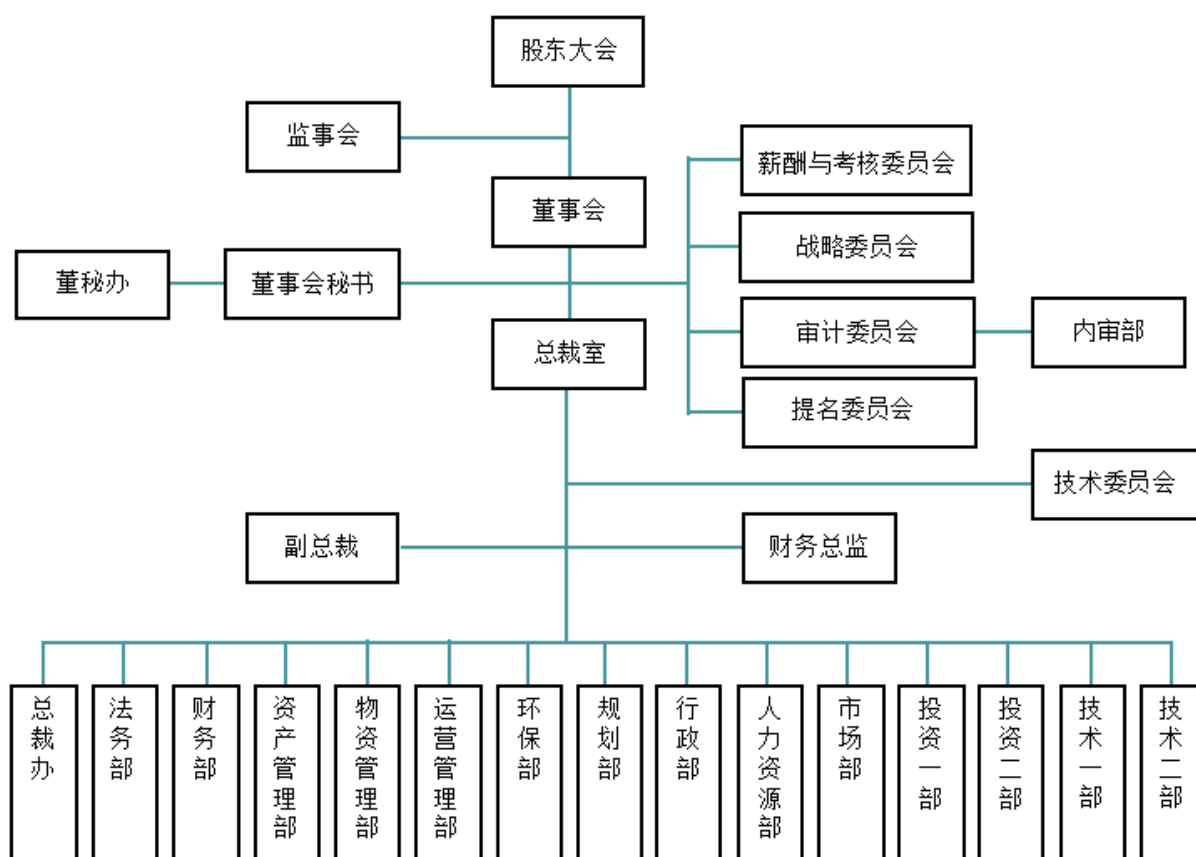 股东大会
监事会
薪酬与考核委员会
董事会
战略委员会
董秘办
董事会秘书
审计委员会
内审部
总裁室
提名委员会
技术委员会
副总裁
财务总监
总裁办
法务部
财务部
资产管理部
物资管理部
运营管理部
环保部
规划部
行政部
人力资源部
市场部
投资一部
投资二部
技术一部
技术二部